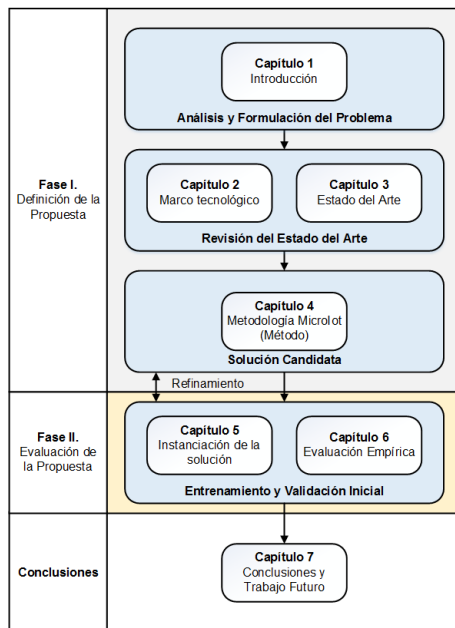 Capítulo 1
Introducción
Análisis y Formulación del Problema
Fase I.
Definición de la
Propuesta
Capítulo 2
Marco tecnológico
Capítulo 3
Estado del Arte
Revisión del Estado del Arte
Capítulo 4
Metodología Microlot
(Método)
Solución Candidata
Refinamiento
Fase II.
Evaluación de
la Propuesta
Capítulo 5
Instanciación de la
solución
Capítulo 6
Evaluación Empírica
Entrenamiento y Validación Inicial
Conclusiones
Capítulo 7
Conclusiones y
Trabajo Futuro